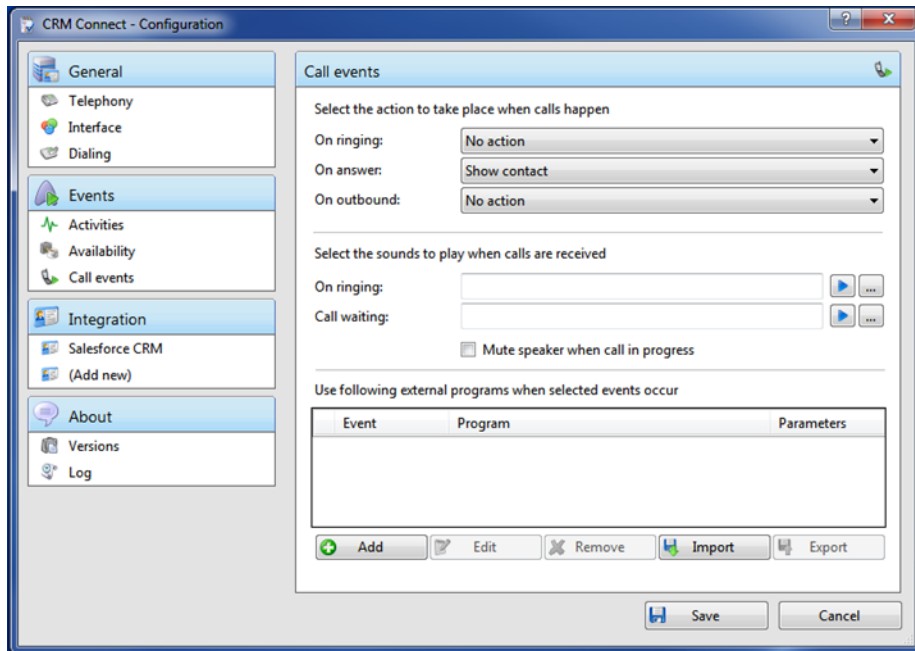 CRM Connect - Configuration
General
Telephony
Interface
Dialing
Events
Activities
Availability
Call events
Integration
Salesforce CRM
(Add new)
About
Versions
Log
Call events
Select the action to take place when calls happen
On ringing: No action
On answer: Show contact
On outbound: No action
Select the sounds to play when calls are received
On ringing: ...
Call waiting: ...
Mute speaker when call in progress
Use following external programs when selected events occur
Event Program Parameters
Add Edit Remove Import Export
Save Cancel